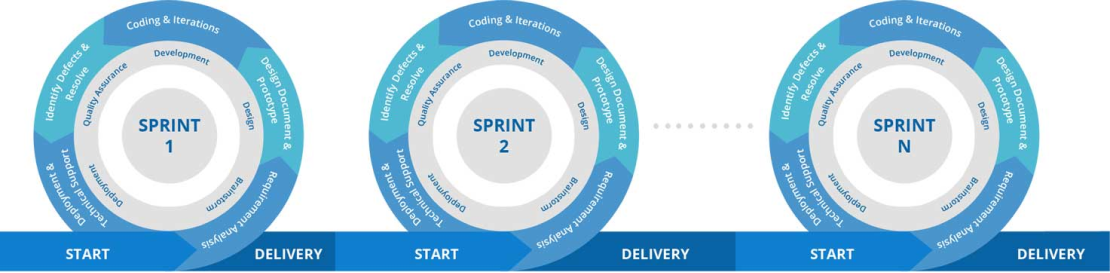 Coding & Iterations
Identify Defects &
Resolve
Design Document &
Prototype
Deployment &
Technical Support
Requirement Analysis
Development
Quality Assurance
Design
Deployment
Brainstorm
SPRINT
1
START
DELIVERY
Coding & Iterations
Identify Defects &
Resolve
Design Document &
Prototype
Deployment &
Technical Support
Requirement Analysis
Development
Quality Assurance
Design
Deployment
Brainstorm
SPRINT
2
START
DELIVERY
Coding & Iterations
Identify Defects &
Resolve
Design Document &
Prototype
Deployment &
Technical Support
Requirement Analysis
Development
Quality Assurance
Design
Deployment
Brainstorm
SPRINT
N
START
DELIVERY